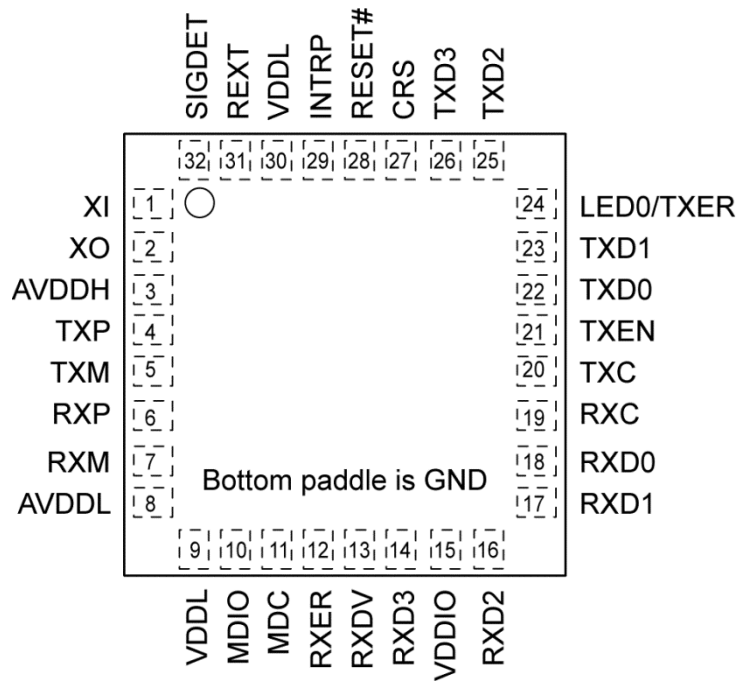 SIGDET REXT VDDL INTRP RESET# CRS TXD3 TXD2
32 31 30 29 28 27 26 25
XI 1 24 LED0/TXER
XO 2 23 TXD1
AVDDH 3 22 TXD0
TXP 4 21 TXEN
TXM 5 20 TXC
RXP 6 19 RXC
RXM 7 18 RXD0
Bottom paddle is GND
AVDDL 8 17 RXD1
9 10 11 12 13 14 15 16
VDDL MDIO MDC RXER RXDV RXD3 VDDIO RXD2